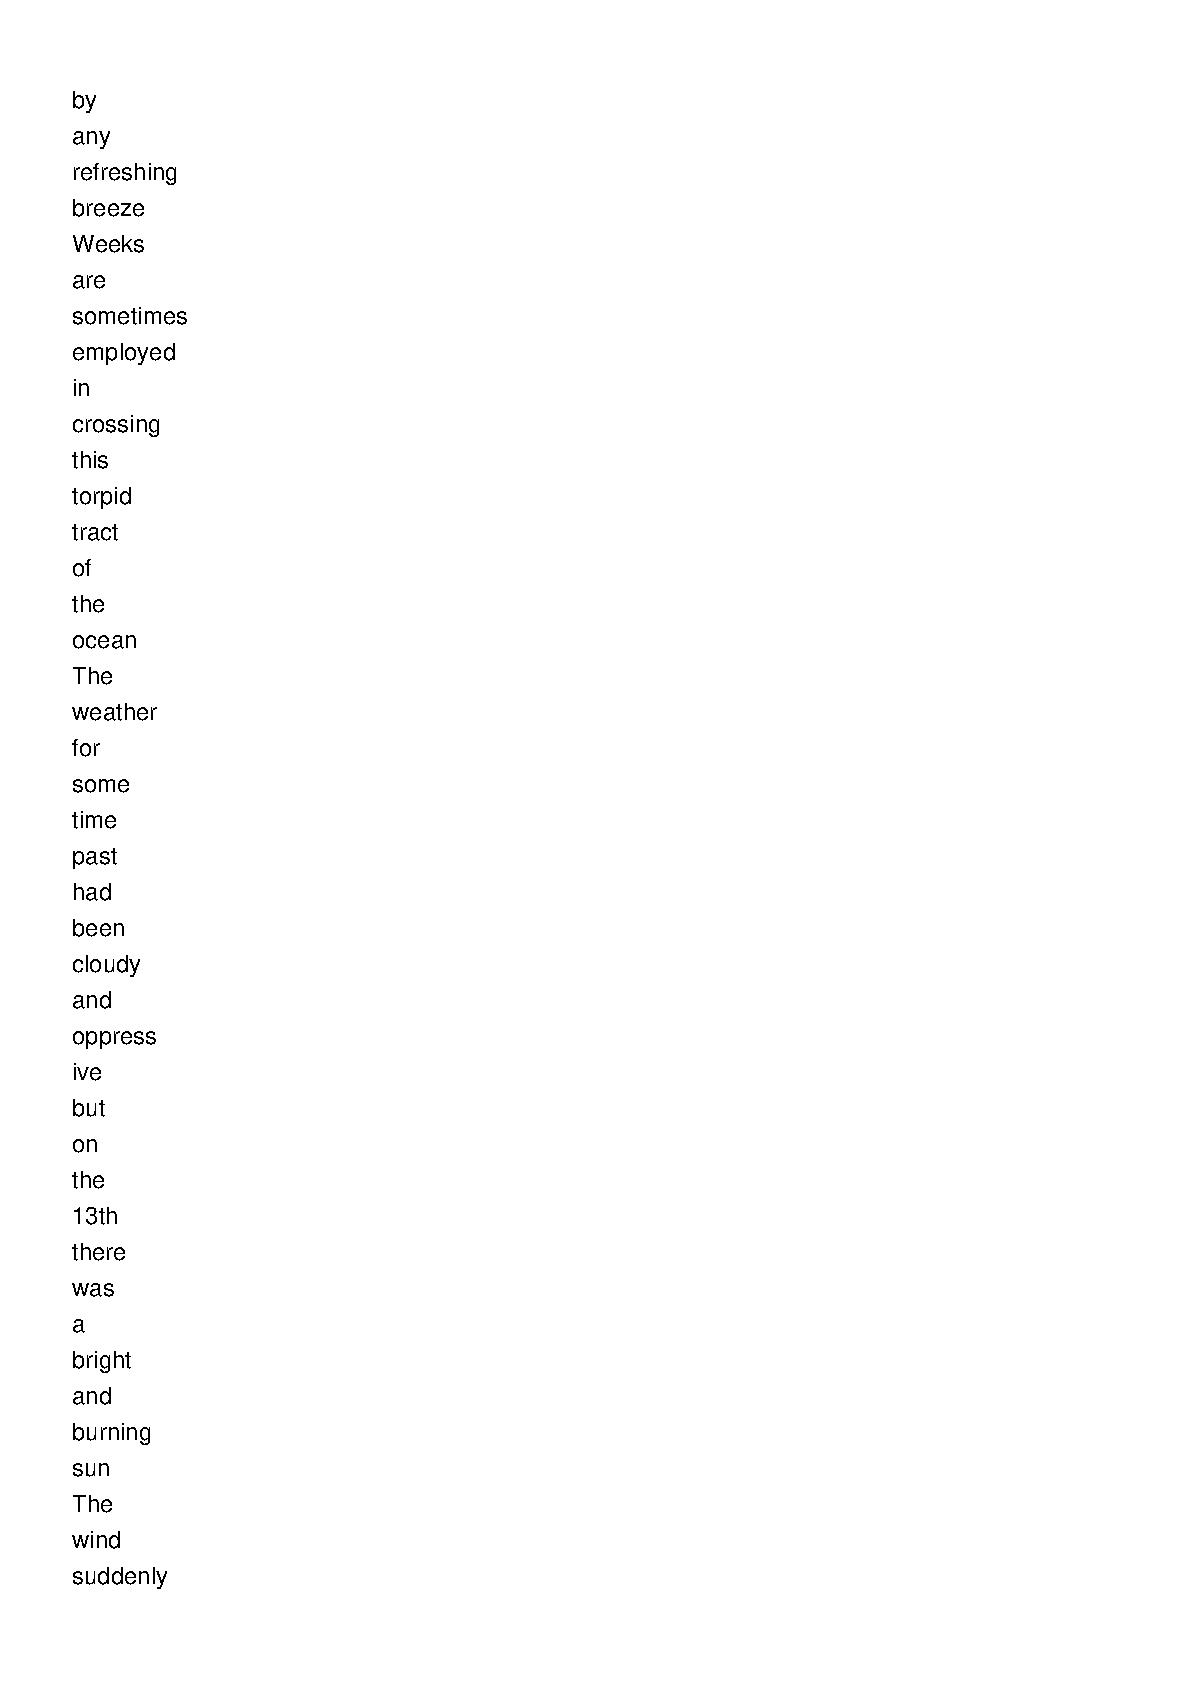 by
any
refreshing
breeze
Weeks
are
sometimes
employed
in
crossing
this
torpid
tract
of
the
ocean
The
weather
for
some
time
past
had
been
cloudy
and
oppress
ive
but
on
the
13th
there
was
a
bright
and
burning
sun
The
wind
suddenly